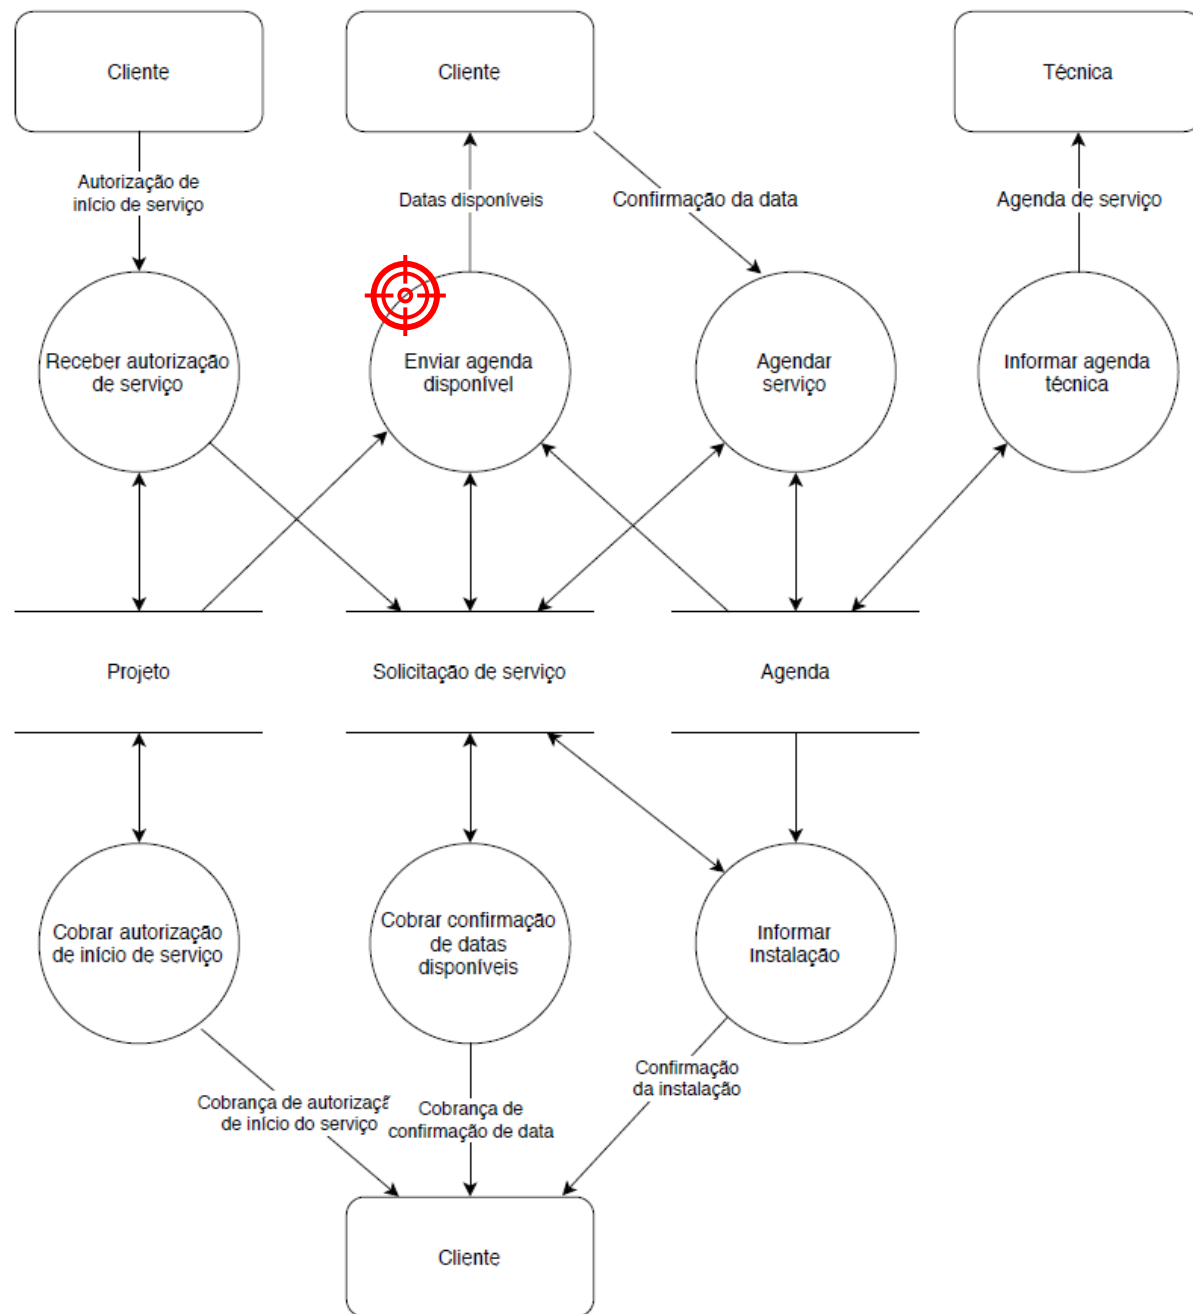 Cliente
Cliente
Técnica
Autorização de
início de serviço
Datas disponíveis
Confirmação da data
Agenda de serviço
Receber autorização
de serviço
Enviar agenda
disponível
Agendar
serviço
Informar agenda
técnica
Projeto
Solicitação de serviço
Agenda
Cobrar autorização
de início de serviço
Cobrar confirmação
de datas
disponíveis
Informar
Instalação
Cobrança de autorizaçã
de início do serviço
Cobrança de
confirmação de data
Confirmação
da instalação
Cliente